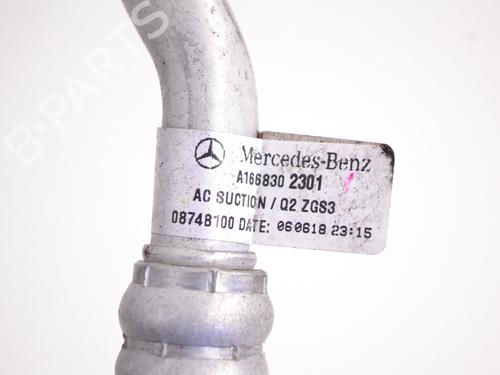 B-PARTS
Mercedes-Benz
A166830 2301
AC SUCTION / Q2 ZGS3
08748100 DATE: 060618 23:15